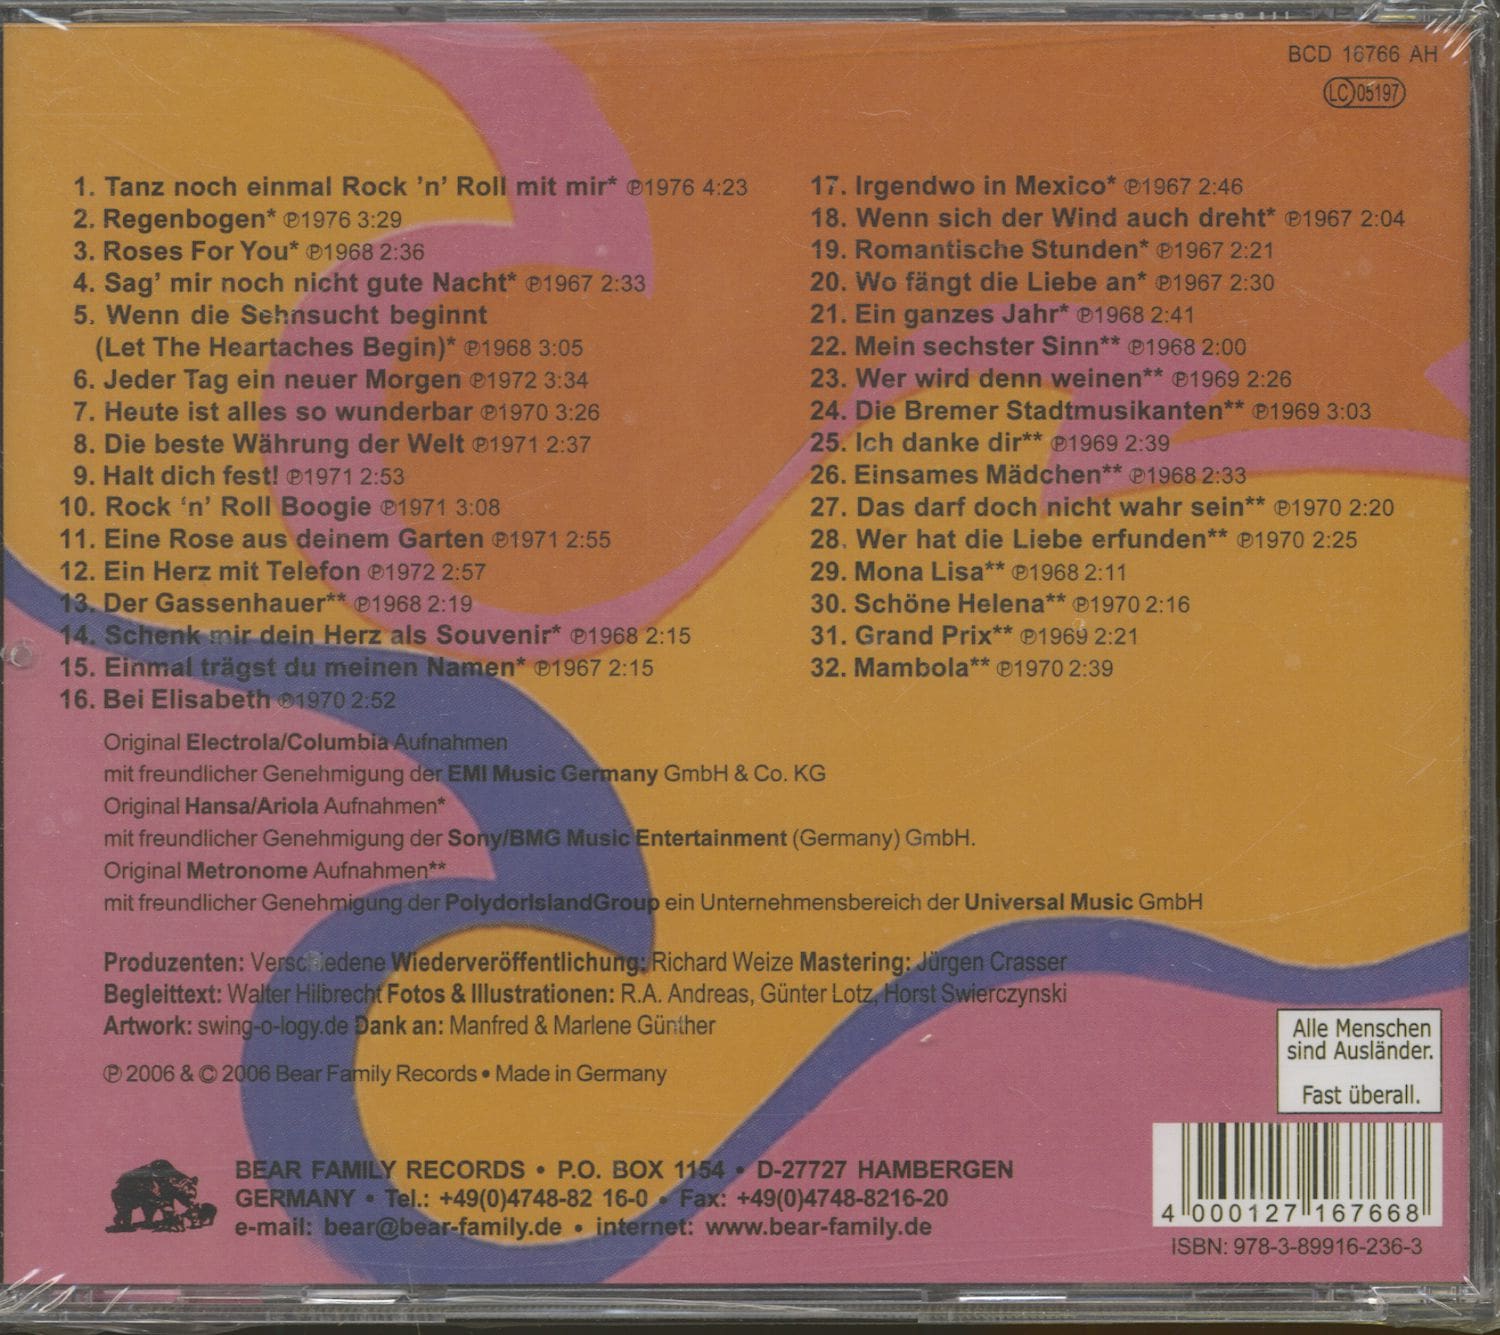 BCD 16766 AH
LC 05197
1. Tanz noch einmal Rock 'n' Roll mit mir* ℗1976 4:23
2. Regenbogen* ℗1976 3:29
3. Roses For You* ℗1968 2:36
4. Sag' mir noch nicht gute Nacht* ℗1967 2:33
5. Wenn die Sehnsucht beginnt
(Let The Heartaches Begin)* ℗1968 3:05
6. Jeder Tag ein neuer Morgen ℗1972 3:34
7. Heute ist alles so wunderbar ℗1970 3:26
8. Die beste Währung der Welt ℗1971 2:37
9. Halt dich fest! ℗1971 2:53
10. Rock 'n' Roll Boogie ℗1971 3:08
11. Eine Rose aus deinem Garten ℗1971 2:55
12. Ein Herz mit Telefon ℗1972 2:57
13. Der Gassenhauer** ℗1968 2:19
14. Schenk mir dein Herz als Souvenir* ℗1968 2:15
15. Einmal trägst du meinen Namen* ℗1967 2:15
16. Bei Elisabeth ℗1970 2:52
17. Irgendwo in Mexico* ℗1967 2:46
18. Wenn sich der Wind auch dreht* ℗1967 2:04
19. Romantische Stunden* ℗1967 2:21
20. Wo fängt die Liebe an* ℗1967 2:30
21. Ein ganzes Jahr* ℗1968 2:41
22. Mein sechster Sinn** ℗1968 2:00
23. Wer wird denn weinen** ℗1969 2:26
24. Die Bremer Stadtmusikanten** ℗1969 3:03
25. Ich danke dir** ℗1969 2:39
26. Einsames Mädchen** ℗1968 2:33
27. Das darf doch nicht wahr sein** ℗1970 2:20
28. Wer hat die Liebe erfunden** ℗1970 2:25
29. Mona Lisa** ℗1968 2:11
30. Schöne Helena** ℗1970 2:16
31. Grand Prix** ℗1969 2:21
32. Mambola** ℗1970 2:39
Original Electrola/Columbia Aufnahmen
mit freundlicher Genehmigung der EMI Music Germany GmbH & Co. KG
Original Hansa/Ariola Aufnahmen*
mit freundlicher Genehmigung der Sony/BMG Music Entertainment (Germany) GmbH.
Original Metronome Aufnahmen**
mit freundlicher Genehmigung der PolydorIslandGroup ein Unternehmensbereich der Universal Music GmbH
Produzenten: Verschiedene Wiederveröffentlichung: Richard Weize Mastering: Jürgen Crasser
Begleittext: Walter Hilbrecht Fotos & Illustrationen: R.A. Andreas, Günter Lotz, Horst Swierczynski
Artwork: swing-o-logy.de Dank an: Manfred & Marlene Günther
℗ 2006 & © 2006 Bear Family Records • Made in Germany
Alle Menschen
sind Ausländer.
Fast überall.
BEAR FAMILY RECORDS • P.O. BOX 1154 • D-27727 HAMBERGEN
GERMANY • Tel.: +49(0)4748-82 16-0 • Fax: +49(0)4748-8216-20
e-mail: bear@bear-family.de • internet: www.bear-family.de
4 000127 167668
ISBN: 978-3-89916-236-3